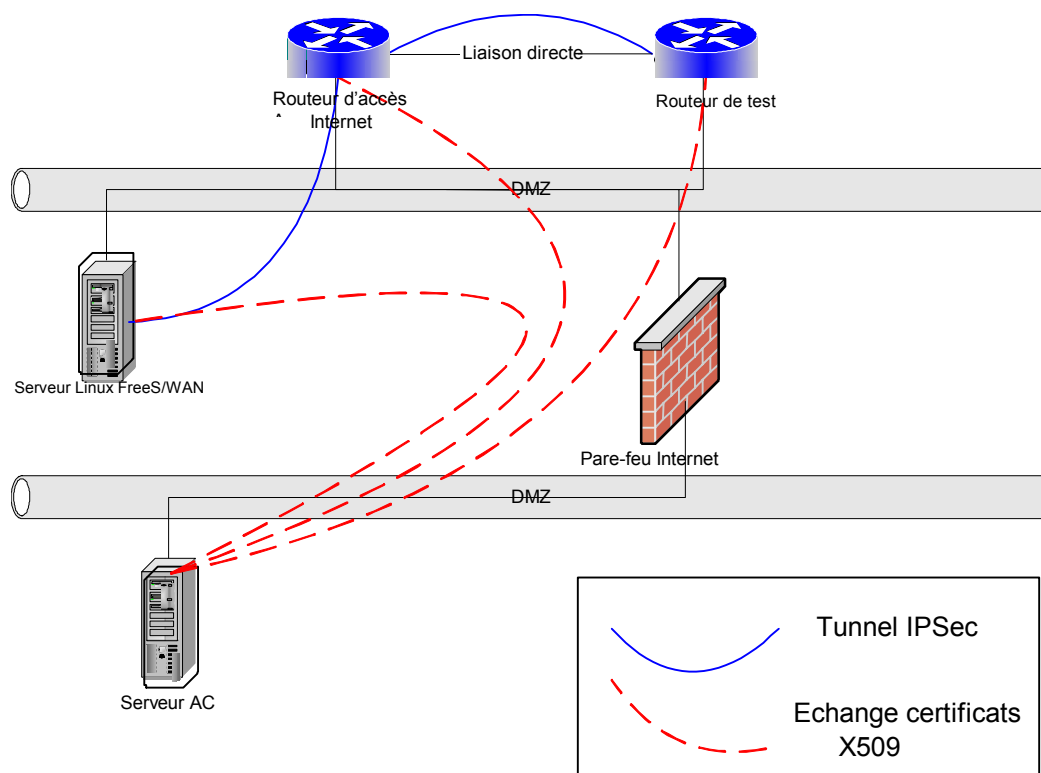 Liaison directe
Routeur d'accès
Internet
Routeur de test
DMZ
Serveur Linux FreeS/WAN
Pare-feu Internet
DMZ
Serveur AC
Tunnel IPSec
Echange certificats
X509